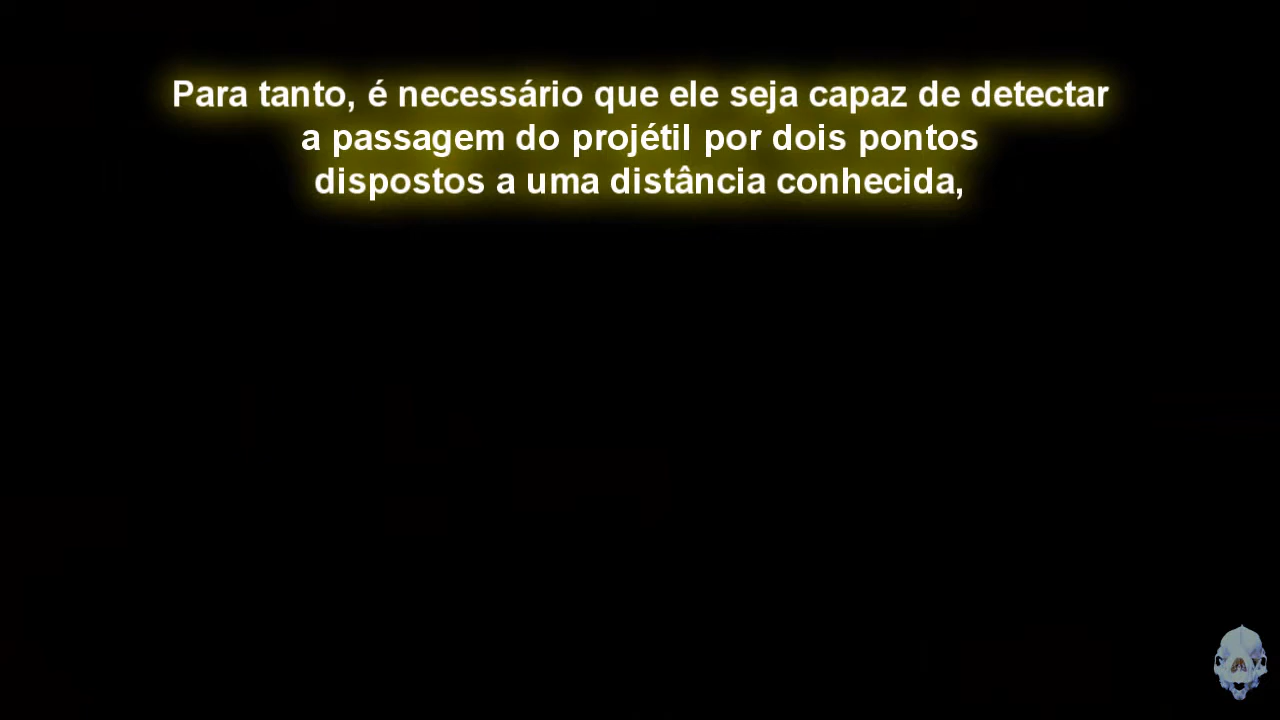 Para tanto, é necessário que ele seja capaz de detectar
a passagem do projétil por dois pontos
dispostos a uma distância conhecida,